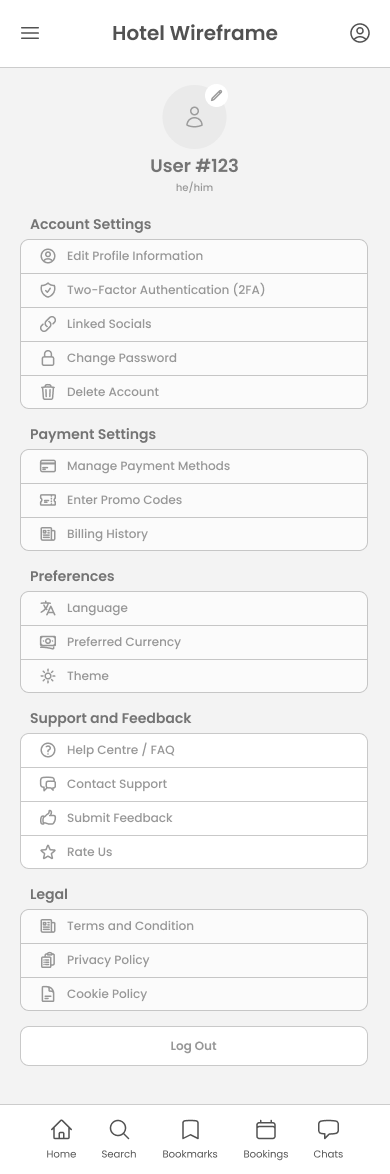 Hotel Wireframe
User #123
he/him
Account Settings
Edit Profile Information
Two-Factor Authentication (2FA)
Linked Socials
Change Password
Delete Account
Payment Settings
Manage Payment Methods
Enter Promo Codes
Billing History
Preferences
Language
Preferred Currency
Theme
Support and Feedback
Help Centre / FAQ
Contact Support
Submit Feedback
Rate Us
Legal
Terms and Condition
Privacy Policy
Cookie Policy
Log Out
Home Search Bookmarks Bookings Chats